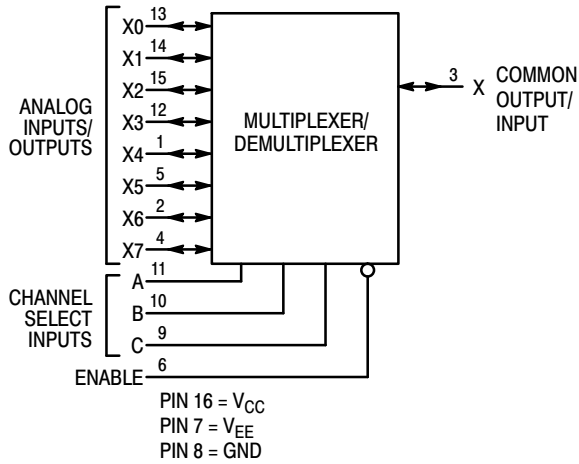 X0 13
X1 14
X2 15
X3 12
X4 1
X5 5
X6 2
X7 4
ANALOG
INPUTS/
OUTPUTS
MULTIPLEXER/
DEMULTIPLEXER
3 X COMMON
OUTPUT/
INPUT
A 11
B 10
C 9
CHANNEL
SELECT
INPUTS
ENABLE 6
PIN 16 = VCC
PIN 7 = VEE
PIN 8 = GND